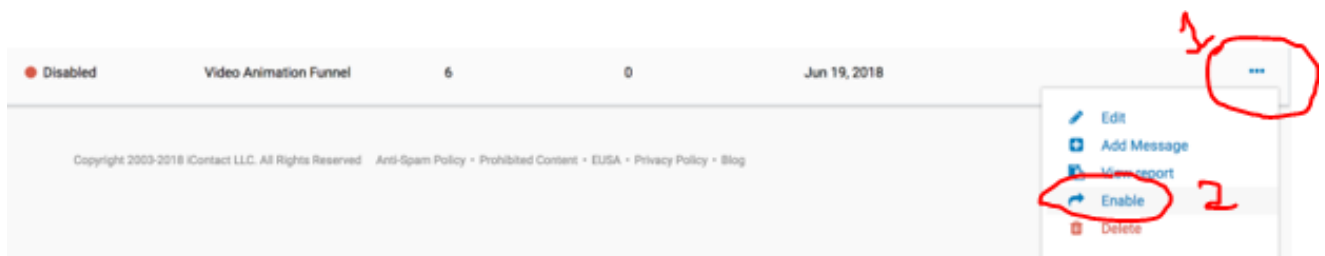 1
Disabled Video Animation Funnel 6 0 Jun 19, 2018 •••
Edit
Add Message
Copyright 2003-2018 iContact LLC. All Rights Reserved Anti-Spam Policy • Prohibited Content • EUSA • Privacy Policy • Blog
View report
Enable 2
Delete